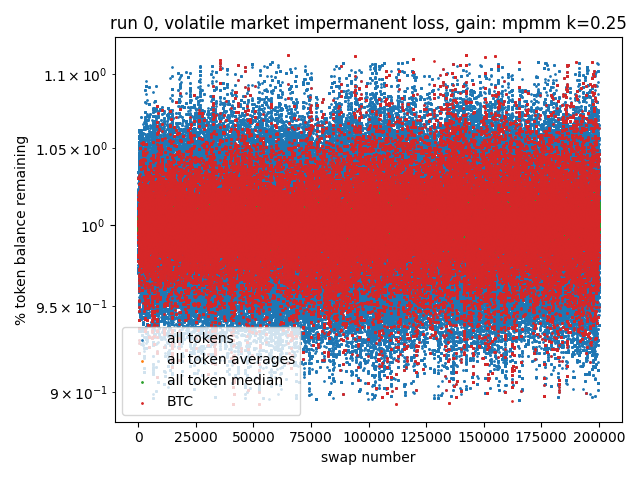 run 0, volatile market impermanent loss, gain: mpmm k=0.25
% token balance remaining
1.1 × 10⁰
1.05 × 10⁰
10⁰
9.5 × 10⁻¹
9 × 10⁻¹
all tokens
all token averages
all token median
BTC
0 25000 50000 75000 100000 125000 150000 175000 200000
swap number